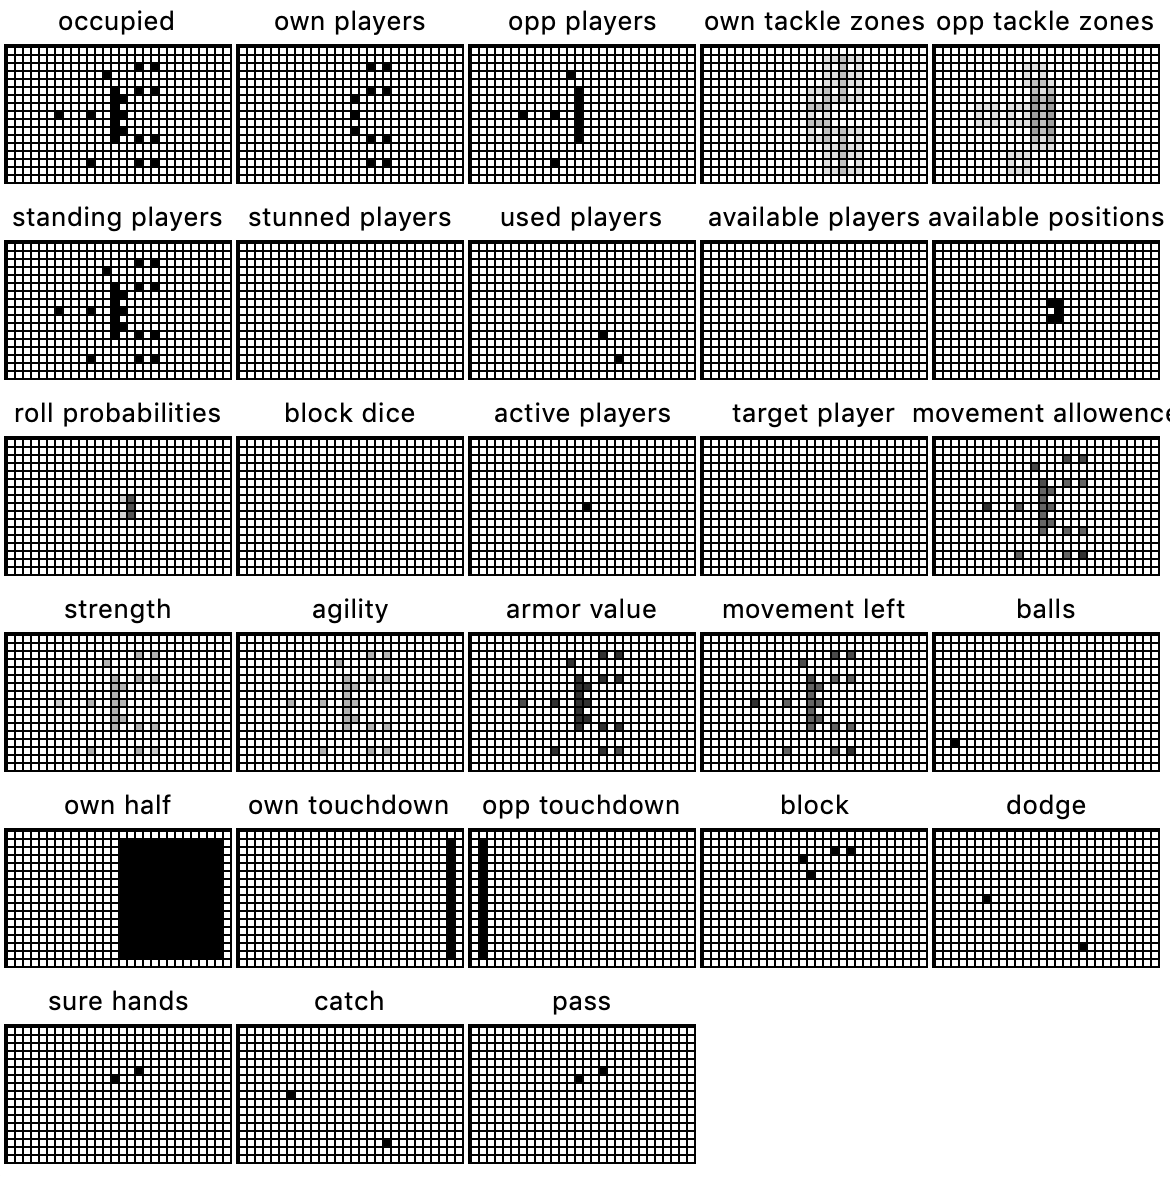 occupied own players opp players own tackle zones opp tackle zones
standing players stunned players used players available players available positions
roll probabilities block dice active players target player movement allowence
strength agility armor value movement left balls
own half own touchdown opp touchdown block dodge
sure hands catch pass